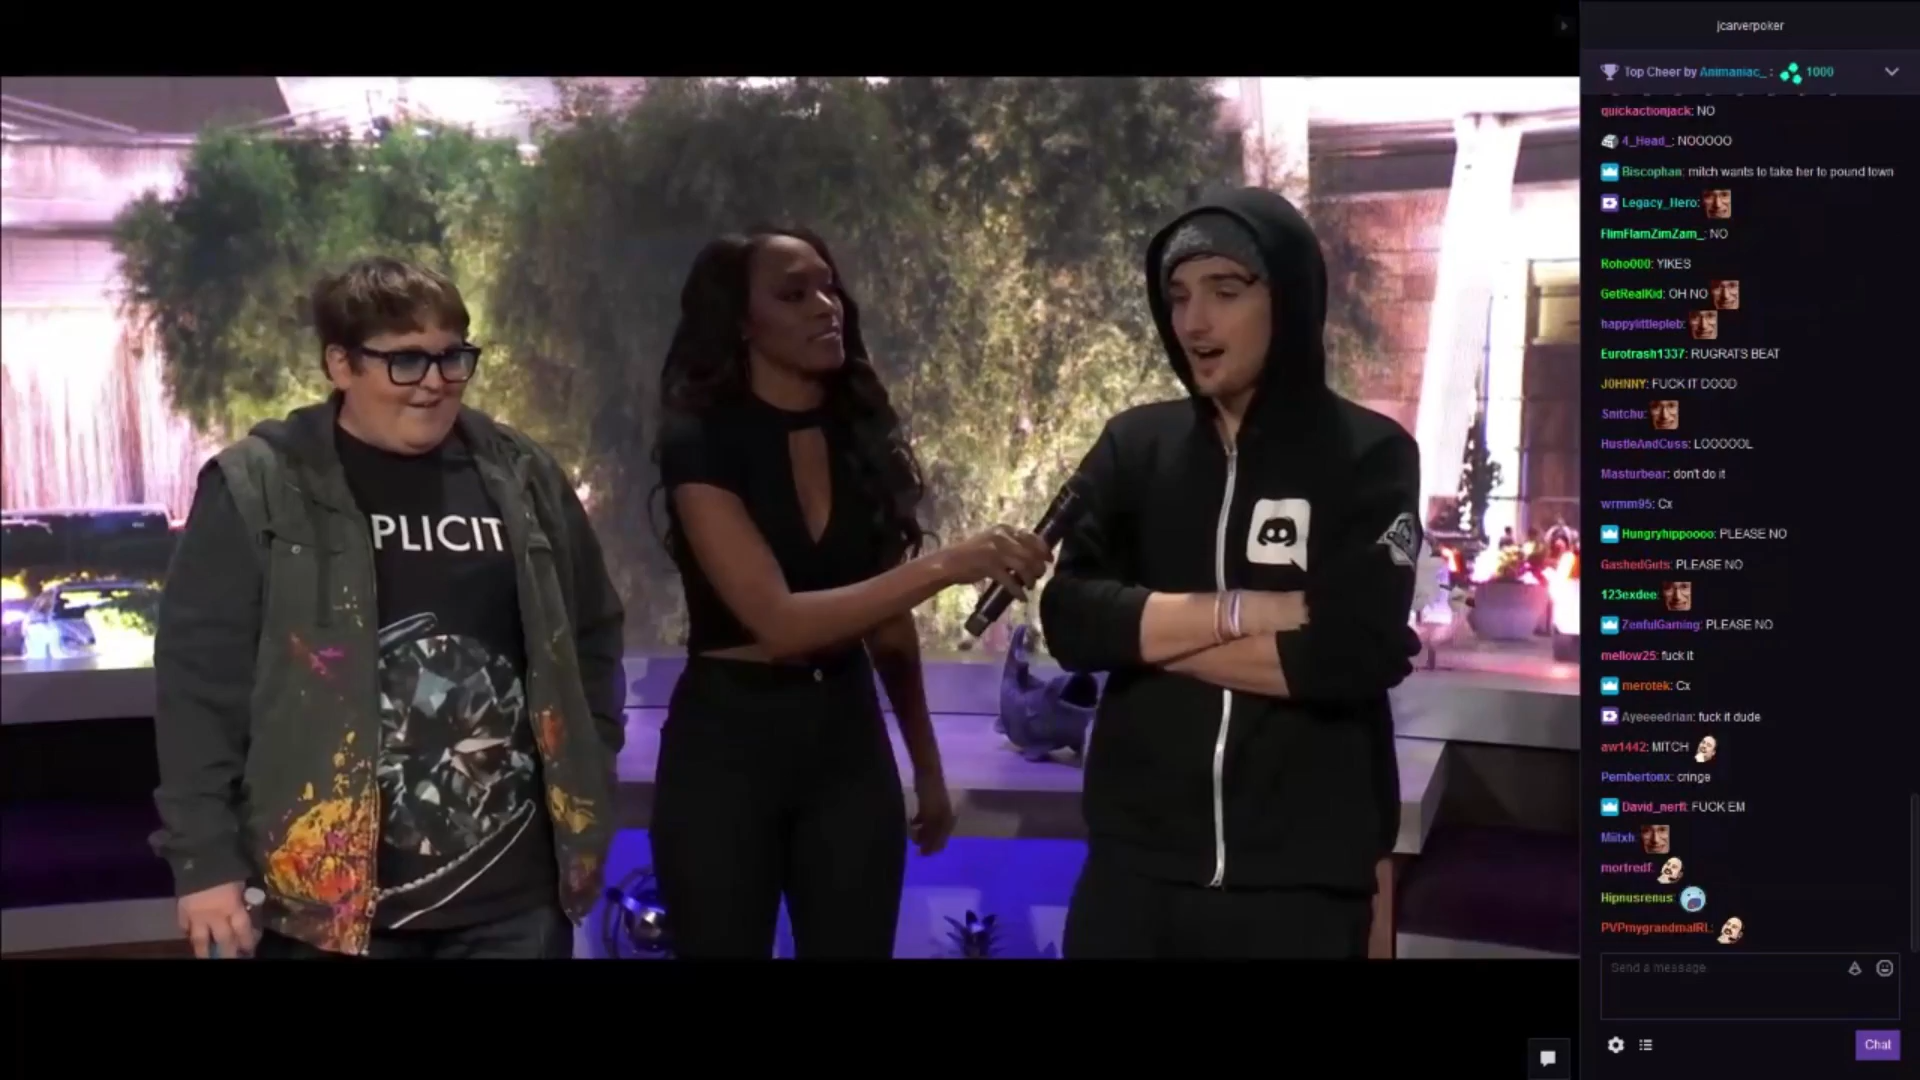 jcarverpoker
Top Cheer by Animaniac_ : 1000
quickactionjack: NO
4_Head_: NOOOOO
Biscophan: mitch wants to take her to pound town
Legacy_Hero:
FlimFlamZimZam_: NO
Roho000: YIKES
GetRealKid: OH NO
happylittlepleb:
Eurotrash1337: RUGRATS BEAT
J0HNNY: FUCK IT DOOD
Snitchu:
HustleAndCuss: LOOOOOL
Masturbear: don't do it
wrmm95: Cx
Hungryhippoooo: PLEASE NO
GashedGuts: PLEASE NO
123exdee:
ZenfulGaming: PLEASE NO
mellow25: fuck it
merotek: Cx
Ayeeeedrian: fuck it dude
aw1442: MITCH
Pembertonx: cringe
David_nerfl: FUCK EM
Miitxh:
mortredf:
Hipnusrenus:
PVPmygrandmaIRL:
Send a message
Chat
PLICIT